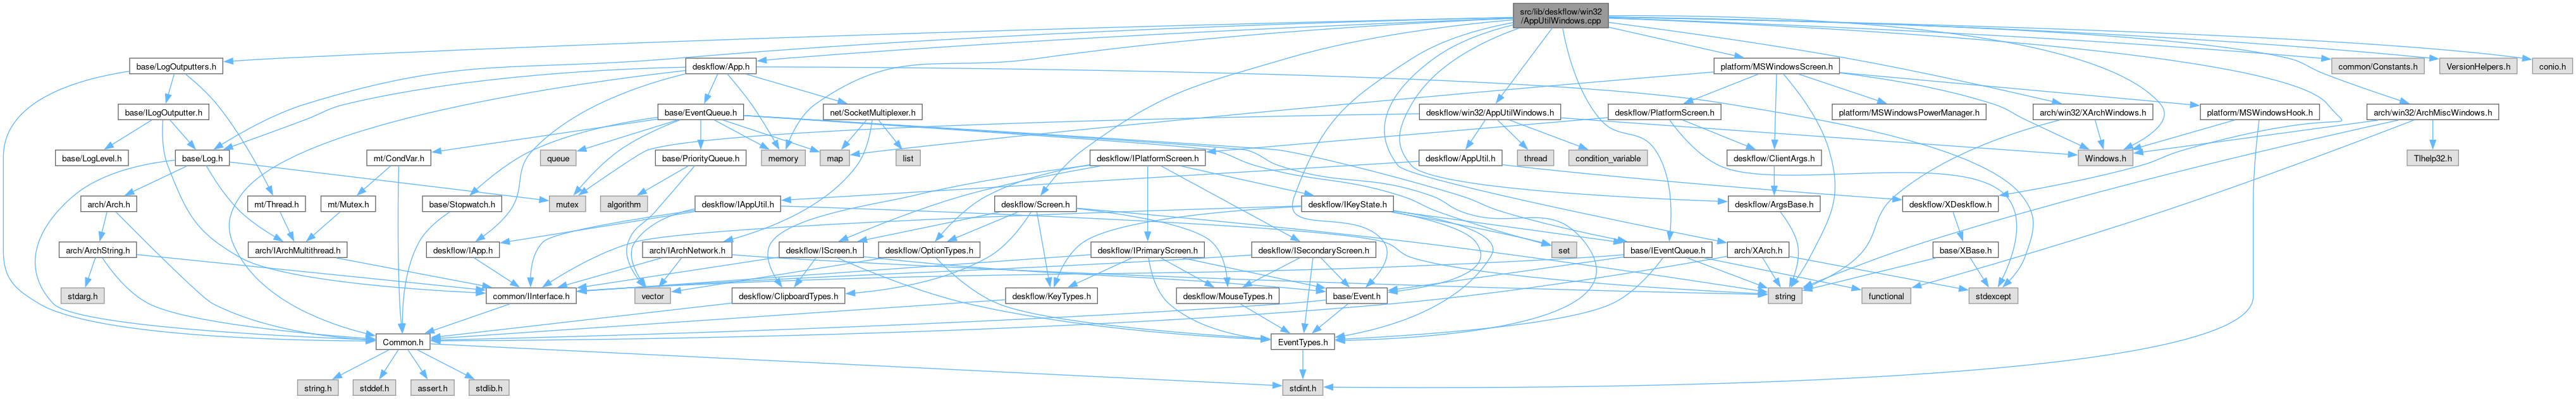 src/lib/deskflow/win32
/AppUtilWindows.cpp
base/LogOutputters.h
deskflow/App.h
platform/MSWindowsScreen.h
common/Constants.h
VersionHelpers.h
conio.h
base/ILogOutputter.h
base/EventQueue.h
net/SocketMultiplexer.h
deskflow/win32/AppUtilWindows.h
deskflow/PlatformScreen.h
platform/MSWindowsPowerManager.h
arch/win32/XArchWindows.h
platform/MSWindowsHook.h
arch/win32/ArchMiscWindows.h
base/LogLevel.h
base/Log.h
mt/CondVar.h
queue
base/PriorityQueue.h
memory
map
list
deskflow/IPlatformScreen.h
deskflow/AppUtil.h
thread
condition_variable
deskflow/ClientArgs.h
Windows.h
Tlhelp32.h
arch/Arch.h
mt/Thread.h
mt/Mutex.h
base/Stopwatch.h
mutex
algorithm
deskflow/IAppUtil.h
deskflow/Screen.h
deskflow/IKeyState.h
deskflow/ArgsBase.h
deskflow/XDeskflow.h
arch/ArchString.h
arch/IArchMultithread.h
deskflow/IApp.h
arch/IArchNetwork.h
deskflow/IScreen.h
deskflow/OptionTypes.h
deskflow/IPrimaryScreen.h
deskflow/ISecondaryScreen.h
set
base/IEventQueue.h
arch/XArch.h
base/XBase.h
stdarg.h
common/IInterface.h
vector
deskflow/ClipboardTypes.h
deskflow/KeyTypes.h
deskflow/MouseTypes.h
base/Event.h
string
functional
stdexcept
Common.h
EventTypes.h
string.h
stddef.h
assert.h
stdlib.h
stdint.h